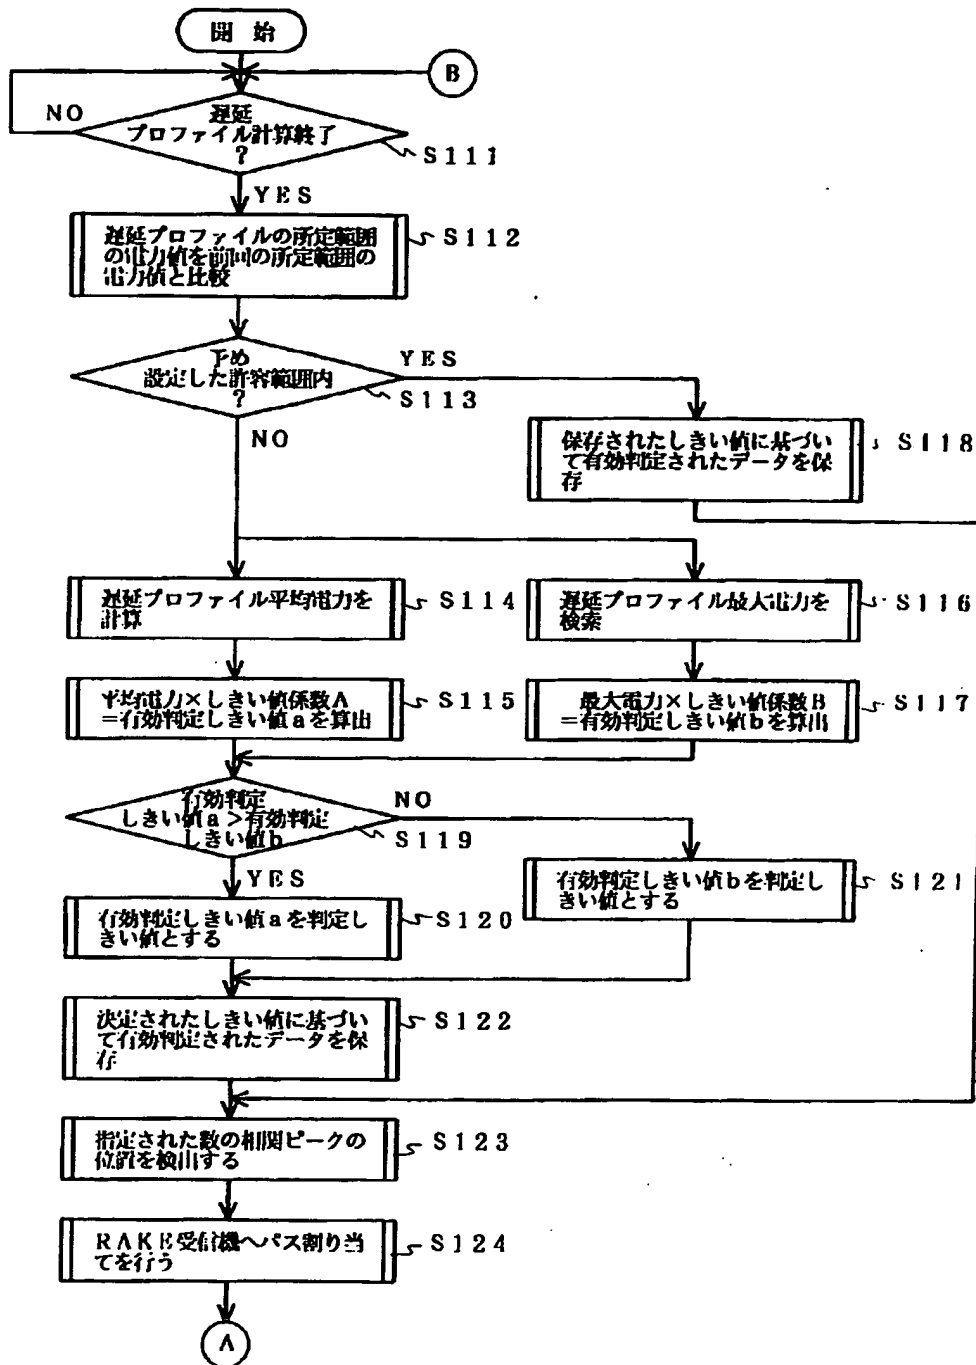 開 始
B
NO
遅延
プロファイル計算終了
?
S111
YES
遅延プロファイルの所定範囲
の電力値を前回の所定範囲の
電力値と比較
S112
予め
設定した許容範囲内
?
YES
S113
NO
保存されたしきい値に基づい
て有効判定されたデータを保
存
S118
遅延プロファイル平均電力を
計算
S114
遅延プロファイル最大電力を
検索
S116
平均電力×しきい値係数A
=有効判定しきい値aを算出
S115
最大電力×しきい値係数B
=有効判定しきい値bを算出
S117
有効判定
しきい値a>有効判定
しきい値b
NO
S119
YES
有効判定しきい値bを判定し
きい値とする
S121
有効判定しきい値aを判定し
きい値とする
S120
決定されたしきい値に基づい
て有効判定されたデータを保
存
S122
指定された数の相関ピークの
位置を検出する
S123
RAKE受信機へパス割り当
てを行う
S124
A